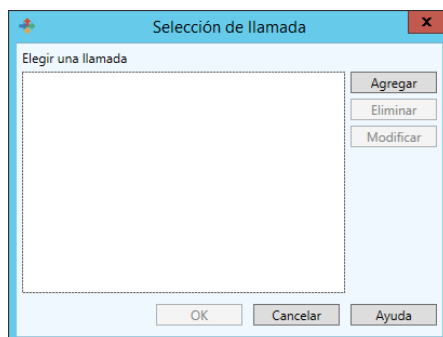 Selección de llamada
x
Elegir una llamada
Agregar
Eliminar
Modificar
OK Cancelar Ayuda